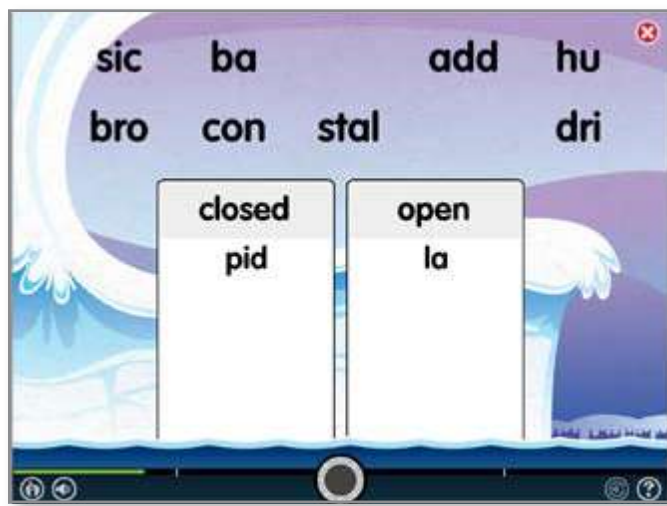 sic ba add hu
bro con stal dri
closed open
pid la